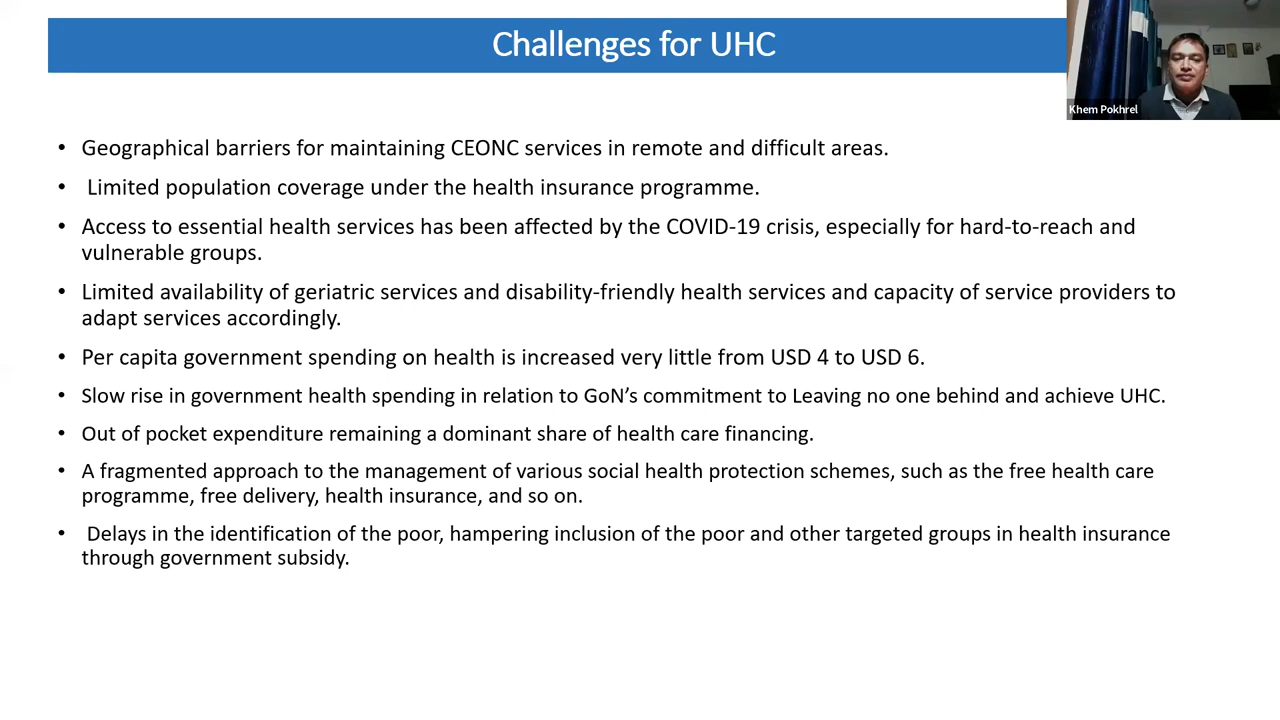 Challenges for UHC
Khem Pokhrel
• Geographical barriers for maintaining CEONC services in remote and difficult areas.
• Limited population coverage under the health insurance programme.
• Access to essential health services has been affected by the COVID-19 crisis, especially for hard-to-reach and
vulnerable groups.
• Limited availability of geriatric services and disability-friendly health services and capacity of service providers to
adapt services accordingly.
• Per capita government spending on health is increased very little from USD 4 to USD 6.
• Slow rise in government health spending in relation to GoN’s commitment to Leaving no one behind and achieve UHC.
• Out of pocket expenditure remaining a dominant share of health care financing.
• A fragmented approach to the management of various social health protection schemes, such as the free health care
programme, free delivery, health insurance, and so on.
• Delays in the identification of the poor, hampering inclusion of the poor and other targeted groups in health insurance
through government subsidy.